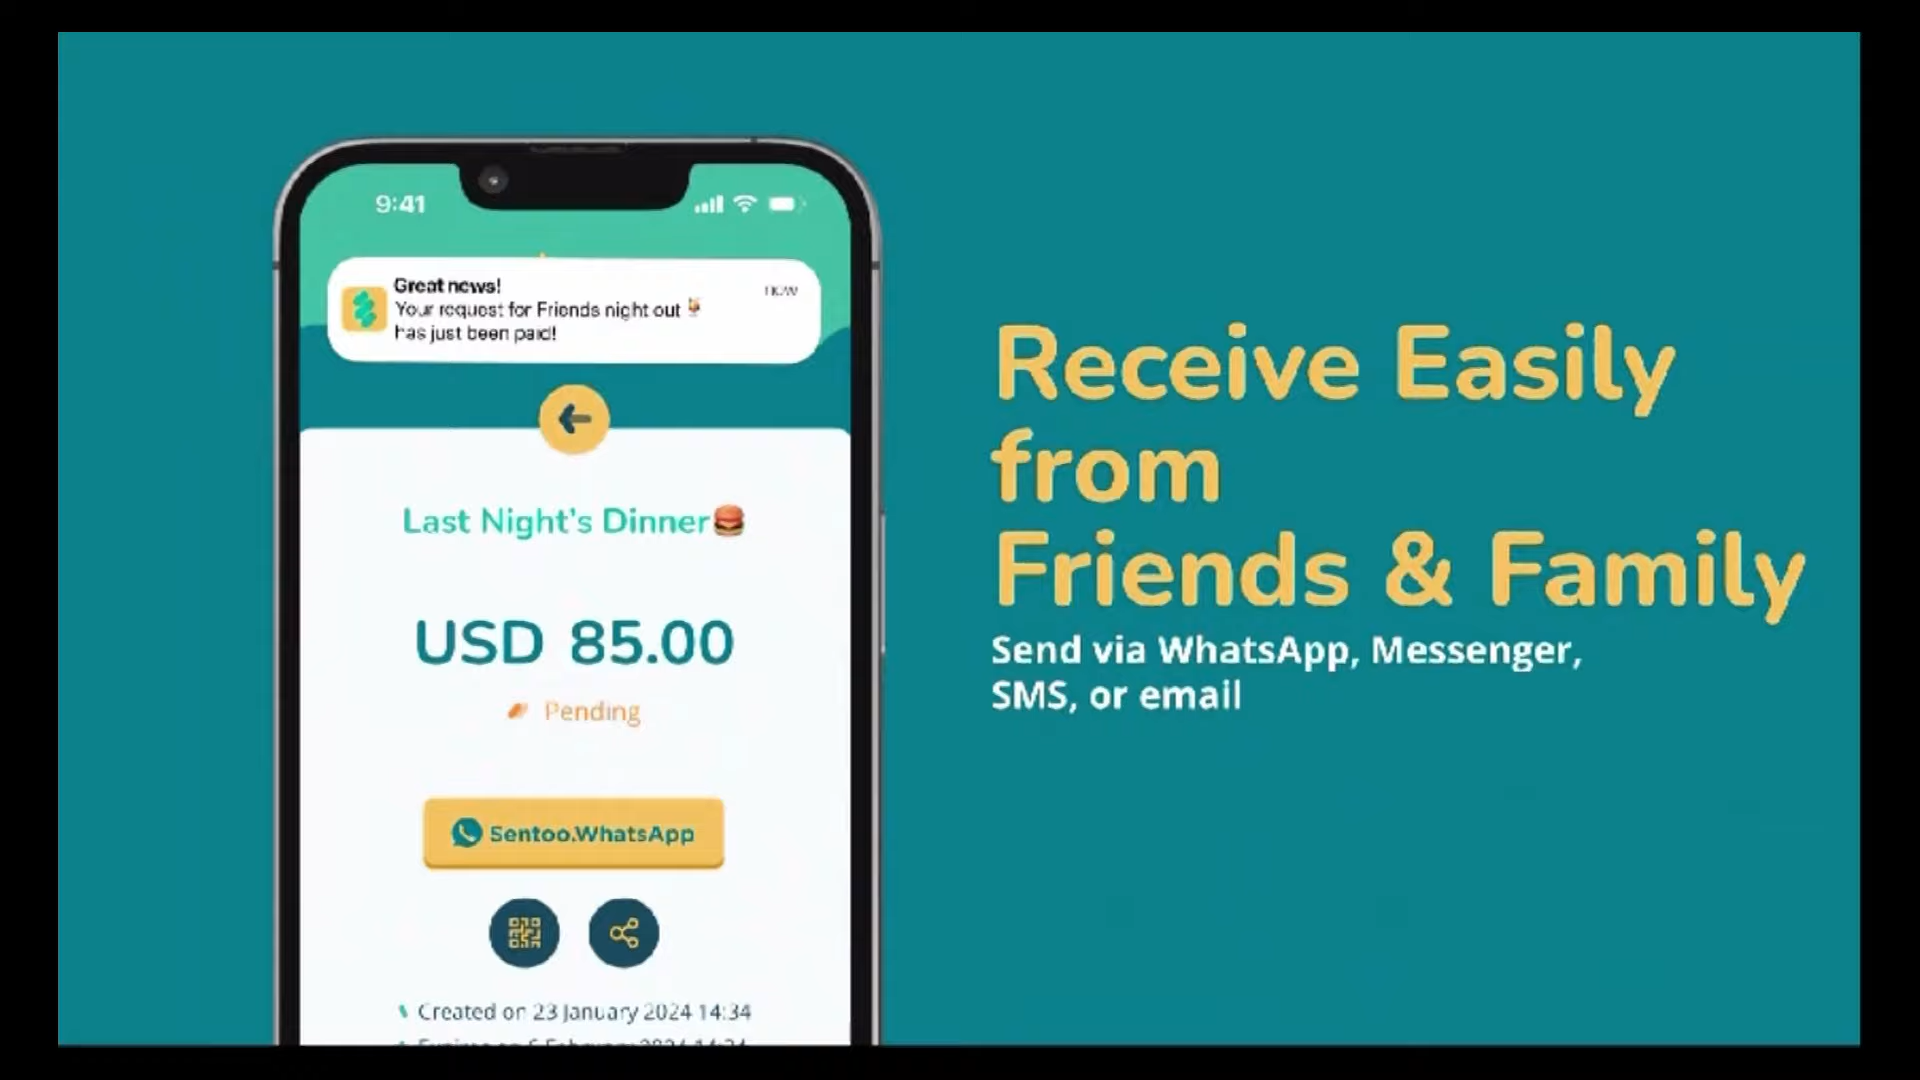 9:41
Great news!
now
Your request for Friends night out
has just been paid!
Last Night's Dinner
USD 85.00
Pending
Sentoo.WhatsApp
Created on 23 January 2024 14:34
Receive Easily
from
Friends & Family
Send via WhatsApp, Messenger,
SMS, or email